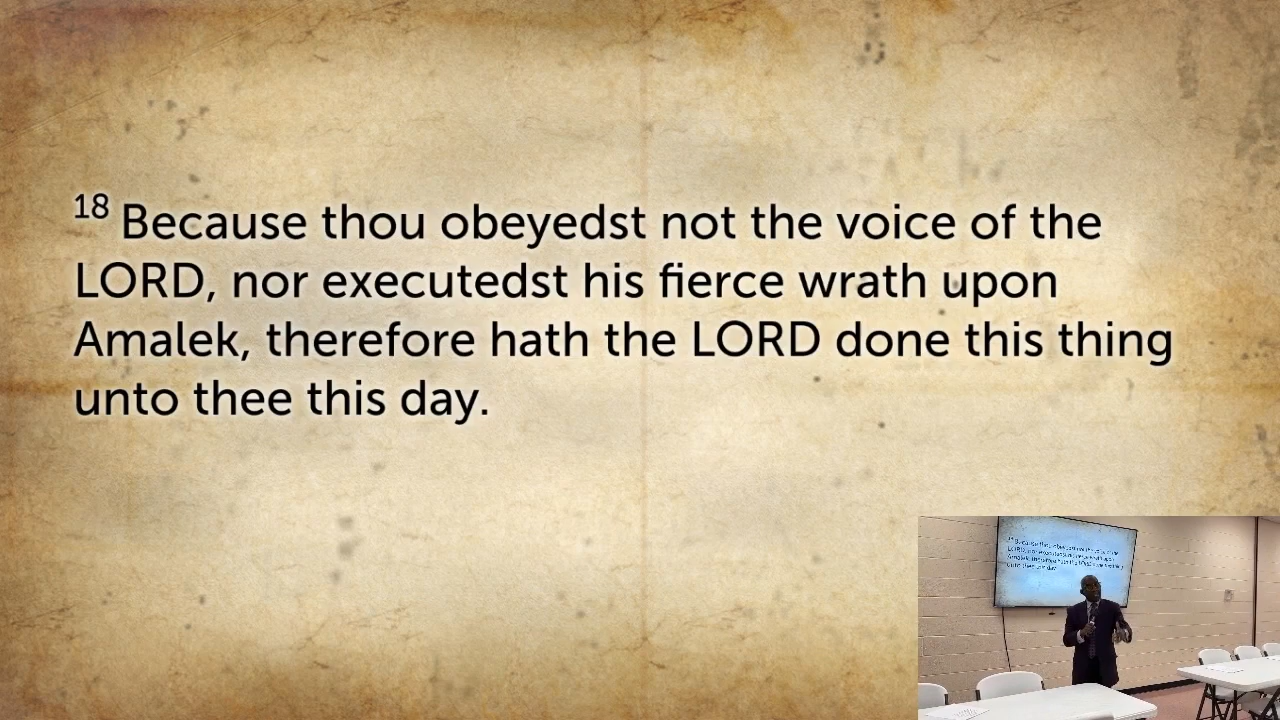 18 Because thou obeyedst not the voice of the
LORD, nor executedst his fierce wrath upon
Amalek, therefore hath the LORD done this thing
unto thee this day.